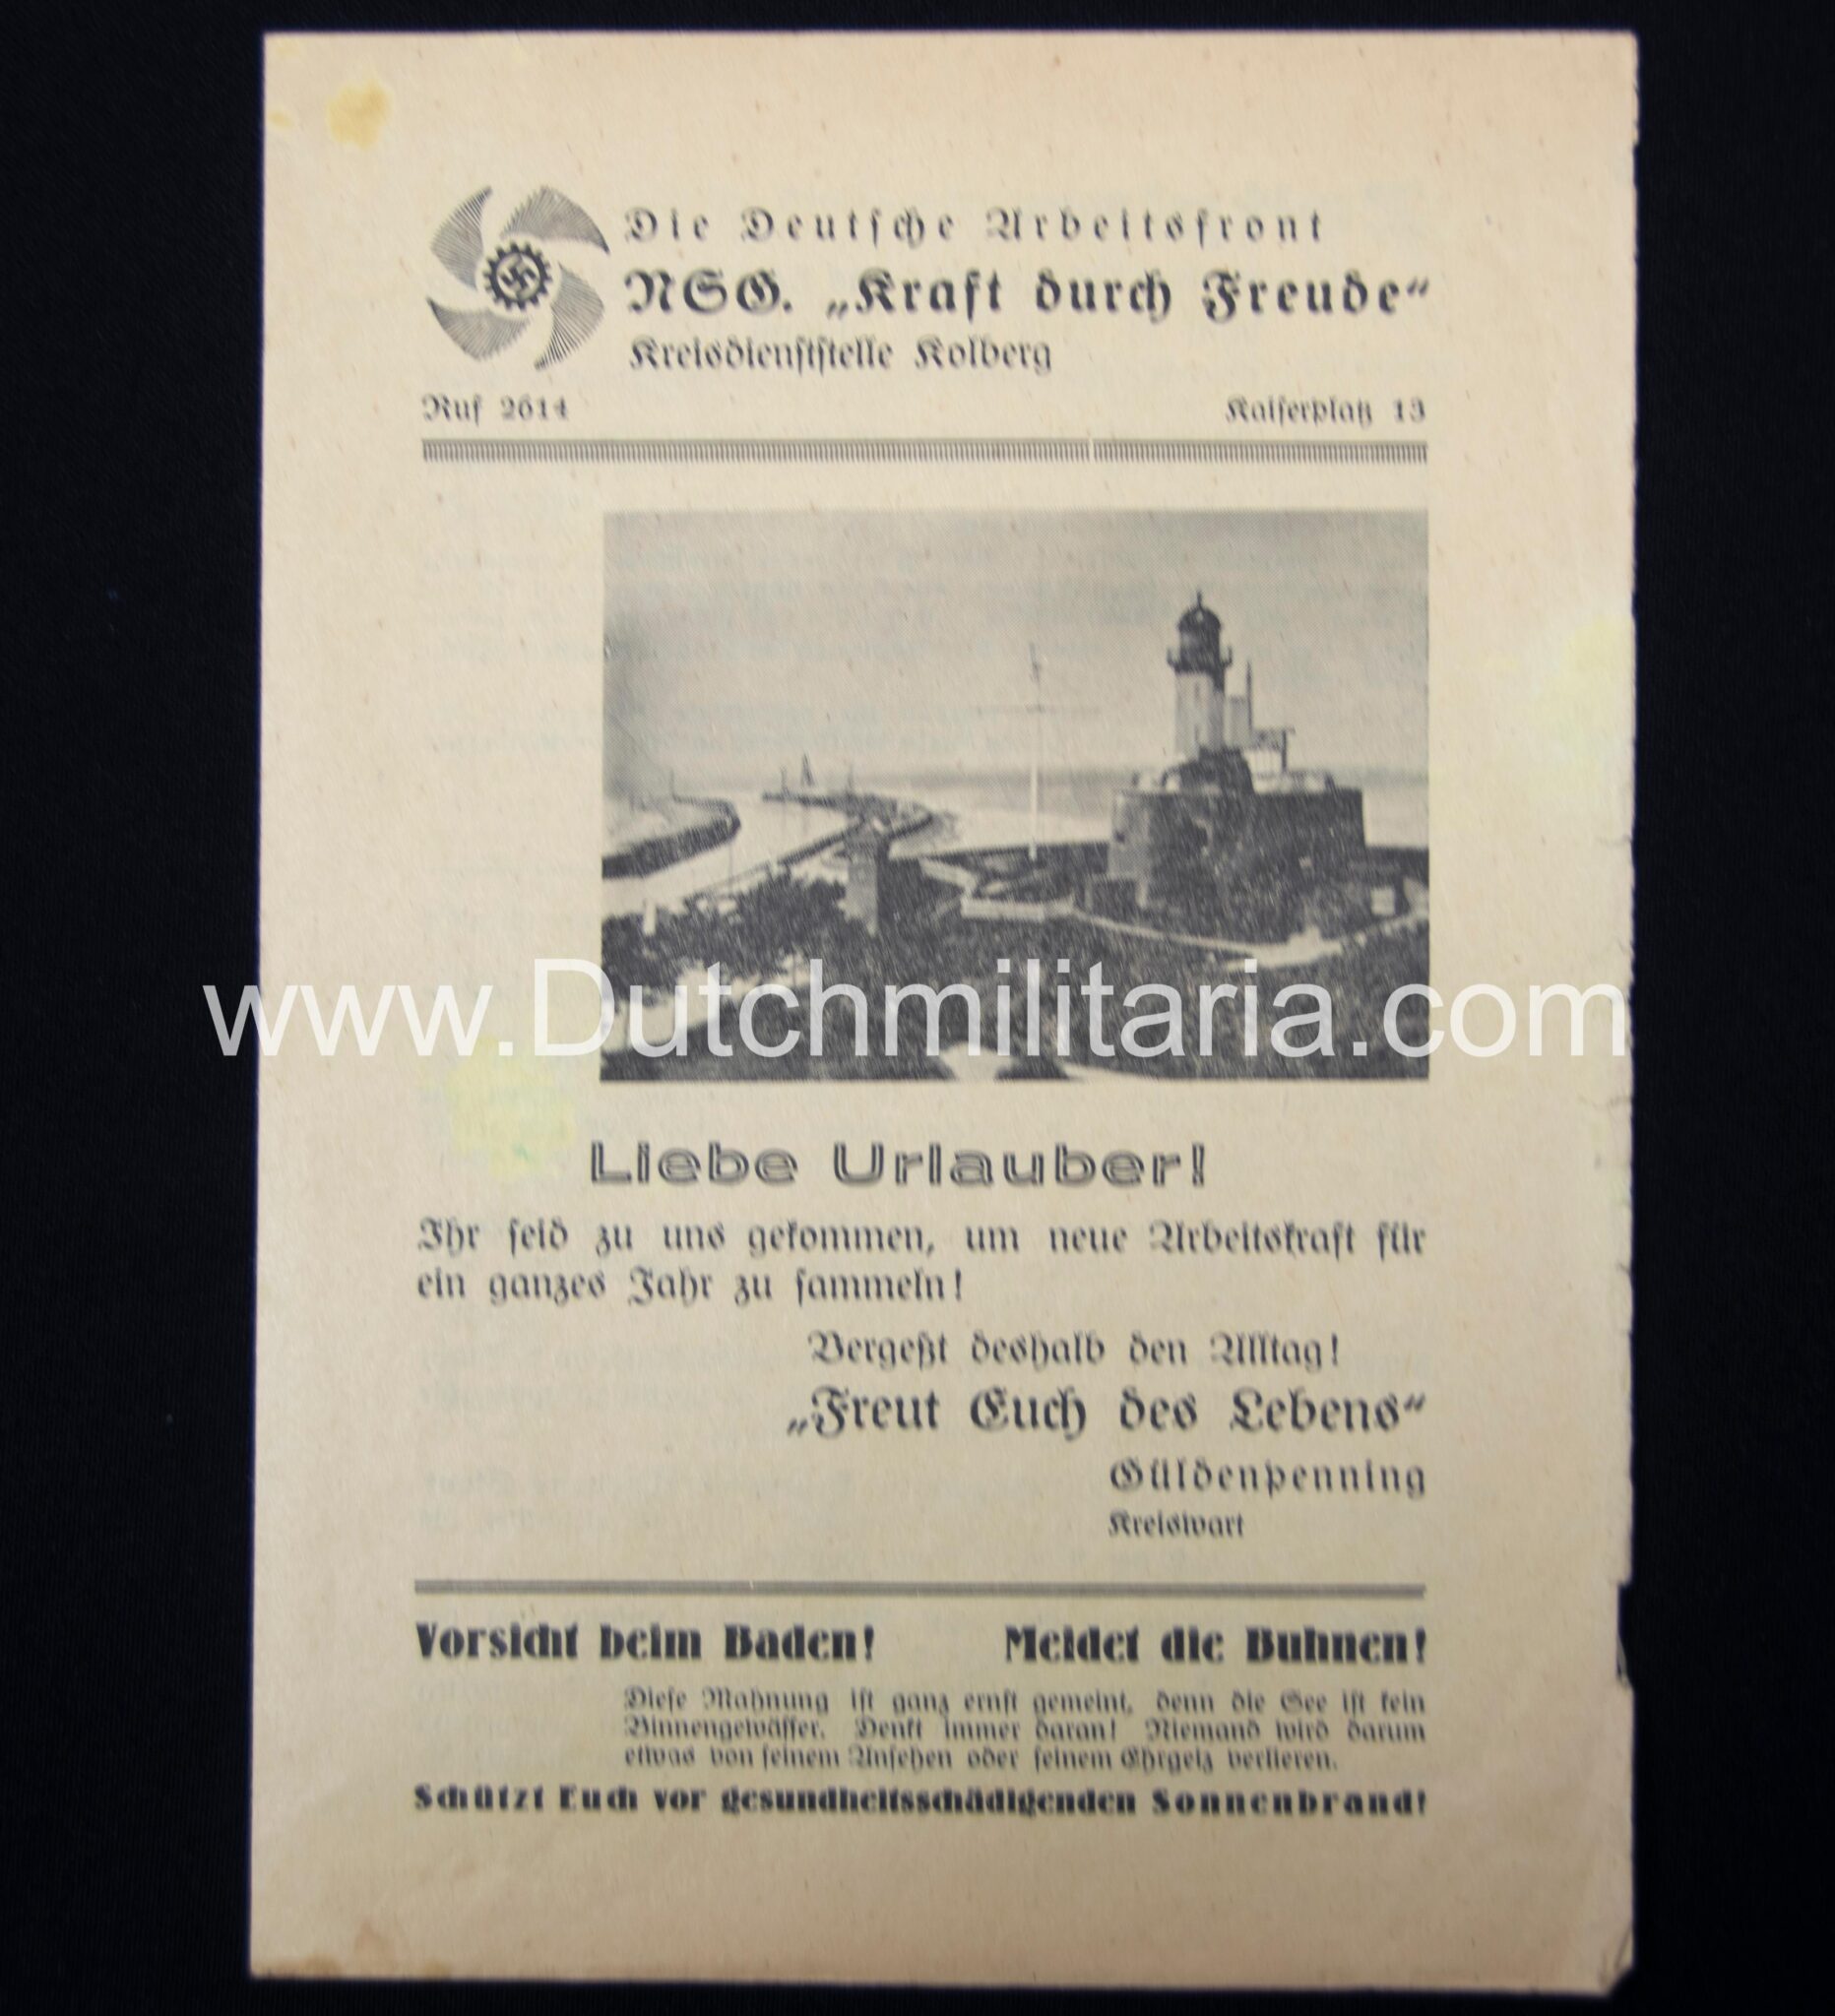 Die Deutsche Arbeitsfront
NSG. „Kraft durch Freude“
Kreisdienststelle Kolberg
Ruf 2614 Kaiserplatz 13
www.Dutchmilitaria.com
Liebe Urlauber!
Ihr seid zu uns gekommen, um neue Arbeitskraft für
ein ganzes Jahr zu sammeln!
Vergeßt deshalb den Alltag!
„Freut Euch des Lebens“
Güldenpenning
Kreiswart
Vorsicht beim Baden! Meidet die Buhnen!
Diese Mahnung ist ganz ernst gemeint, denn die See ist kein
Binnengewässer. Denkt immer daran! Niemand wird darum
etwas von seinem Ansehen oder seinem Ehrgeiz verlieren.
Schützt Euch vor gesundheitsschädigenden Sonnenbrand!